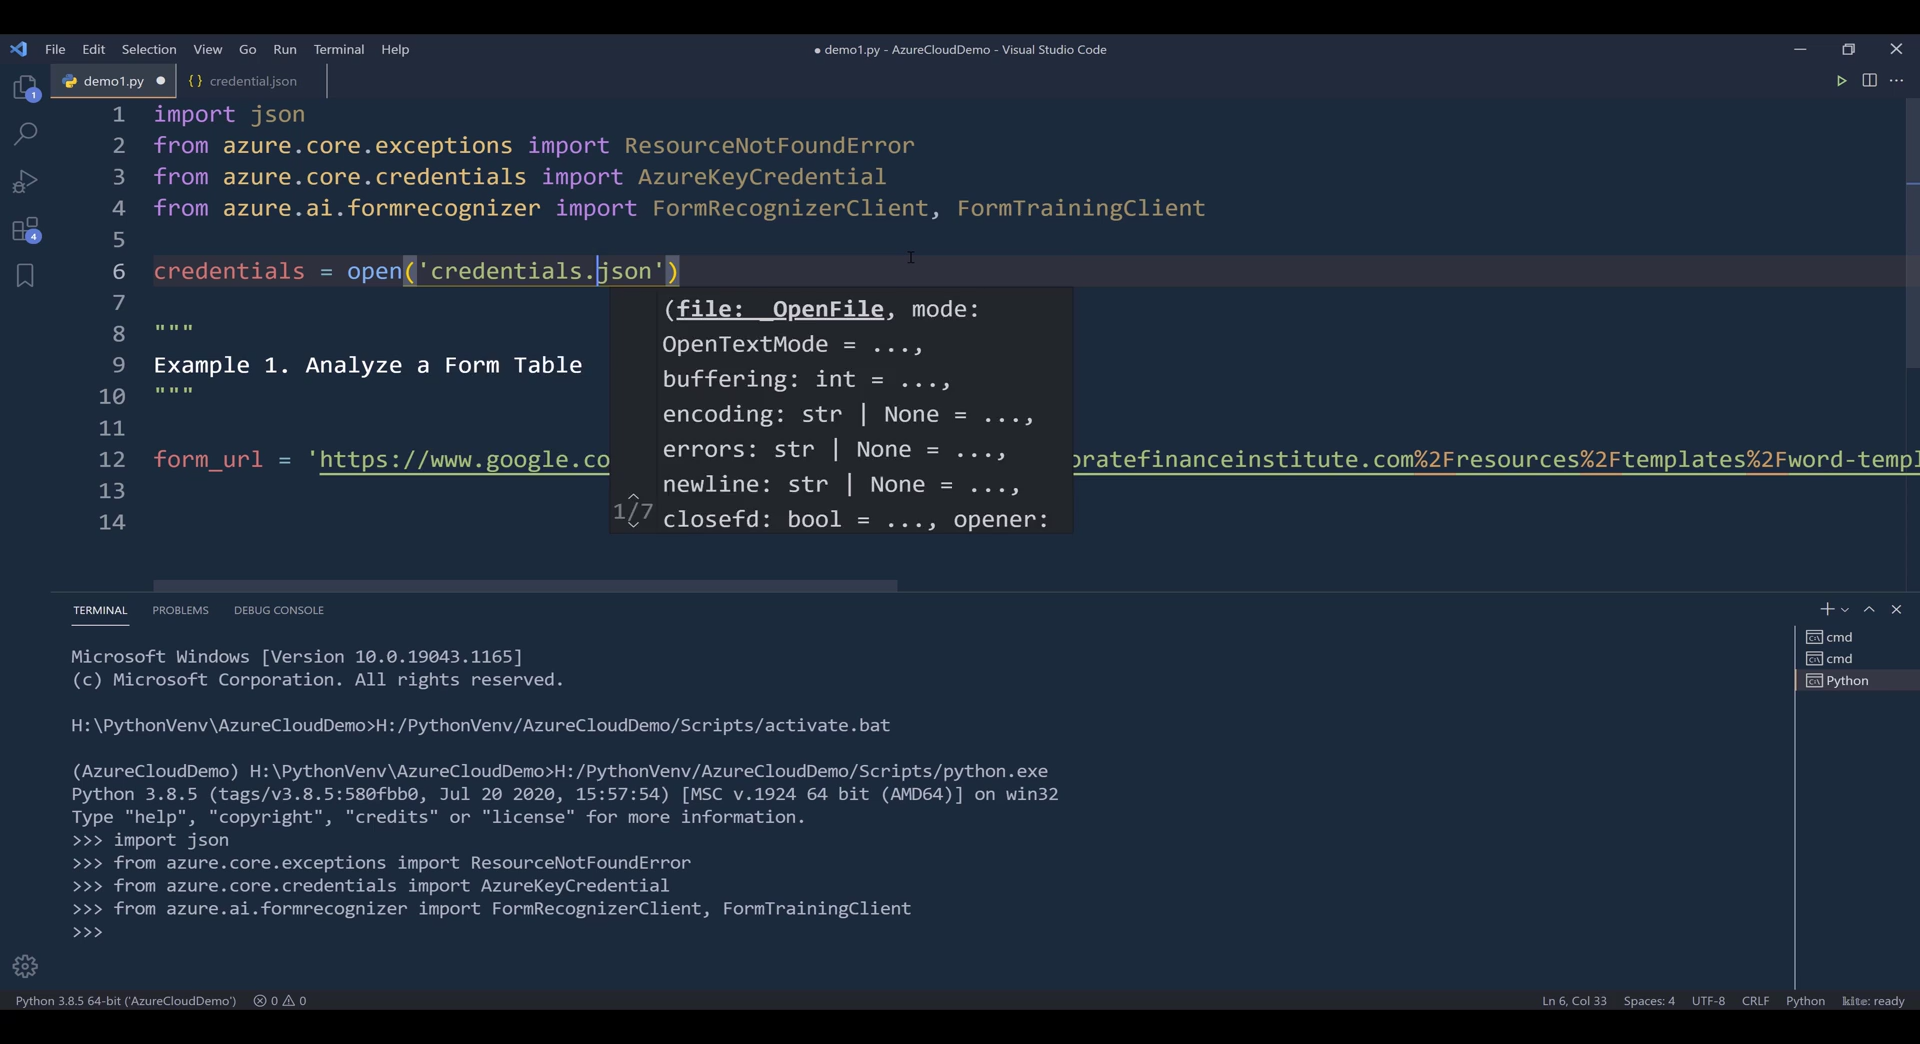 File Edit Selection View Go Run Terminal Help
● demo1.py - AzureCloudDemo - Visual Studio Code
demo1.py ● {} credential.json
1 import json
2 from azure.core.exceptions import ResourceNotFoundError
3 from azure.core.credentials import AzureKeyCredential
4 from azure.ai.formrecognizer import FormRecognizerClient, FormTrainingClient
5
6 credentials = open('credentials.json')
7
8 """
9 Example 1. Analyze a Form Table
10 """
11
12 form_url = 'https://www.google.co
oratefinanceinstitute.com%2Fresources%2Ftemplates%2Fword-templ
13
14
(file: _OpenFile, mode:
OpenTextMode = ...,
buffering: int = ...,
encoding: str | None = ...,
errors: str | None = ...,
newline: str | None = ...,
closefd: bool = ..., opener:
1/7
1
4
TERMINAL PROBLEMS DEBUG CONSOLE
Microsoft Windows [Version 10.0.19043.1165]
(c) Microsoft Corporation. All rights reserved.
H:\PythonVenv\AzureCloudDemo>H:/PythonVenv/AzureCloudDemo/Scripts/activate.bat
(AzureCloudDemo) H:\PythonVenv\AzureCloudDemo>H:/PythonVenv/AzureCloudDemo/Scripts/python.exe
Python 3.8.5 (tags/v3.8.5:580fbb0, Jul 20 2020, 15:57:54) [MSC v.1924 64 bit (AMD64)] on win32
Type "help", "copyright", "credits" or "license" for more information.
>>> import json
>>> from azure.core.exceptions import ResourceNotFoundError
>>> from azure.core.credentials import AzureKeyCredential
>>> from azure.ai.formrecognizer import FormRecognizerClient, FormTrainingClient
>>>
cmd
cmd
Python
Python 3.8.5 64-bit ('AzureCloudDemo') 0 0
Ln 6, Col 33 Spaces: 4 UTF-8 CRLF Python kite: ready